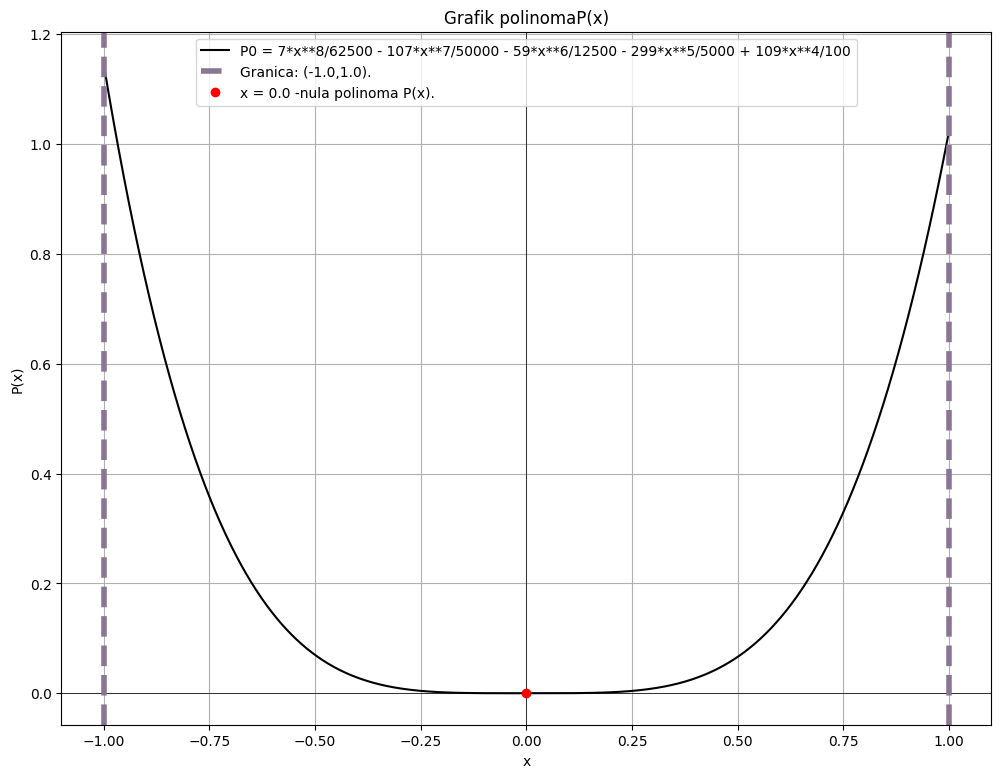 Grafik polinomaP(x)
P0 = 7*x**8/62500 - 107*x**7/50000 - 59*x**6/12500 - 299*x**5/5000 + 109*x**4/100
Granica: (-1.0,1.0).
x = 0.0 -nula polinoma P(x).
1.2
1.0
0.8
0.6
0.4
0.2
0.0
P(x)
−1.00 −0.75 −0.50 −0.25 0.00 0.25 0.50 0.75 1.00
x